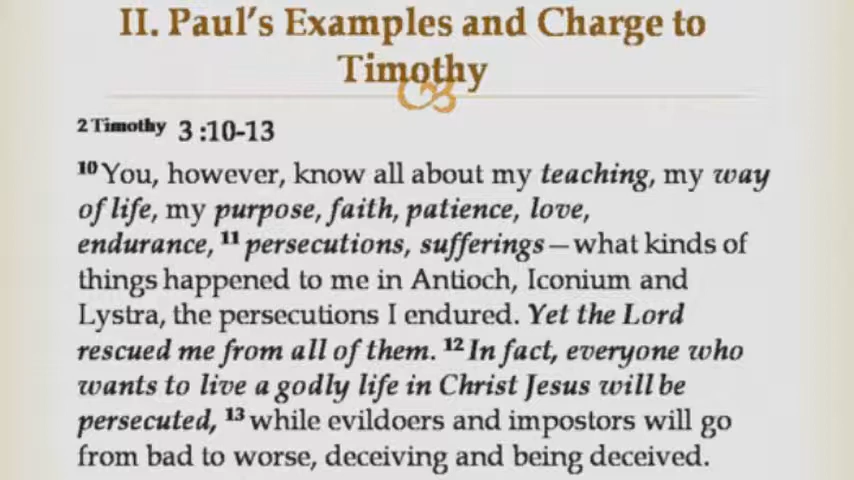 II. Paul's Examples and Charge to
Timothy
2 Timothy 3 :10-13
10 You, however, know all about my teaching, my way
of life, my purpose, faith, patience, love,
endurance, 11 persecutions, sufferings—what kinds of
things happened to me in Antioch, Iconium and
Lystra, the persecutions I endured. Yet the Lord
rescued me from all of them. 12 In fact, everyone who
wants to live a godly life in Christ Jesus will be
persecuted, 13 while evildoers and impostors will go
from bad to worse, deceiving and being deceived.